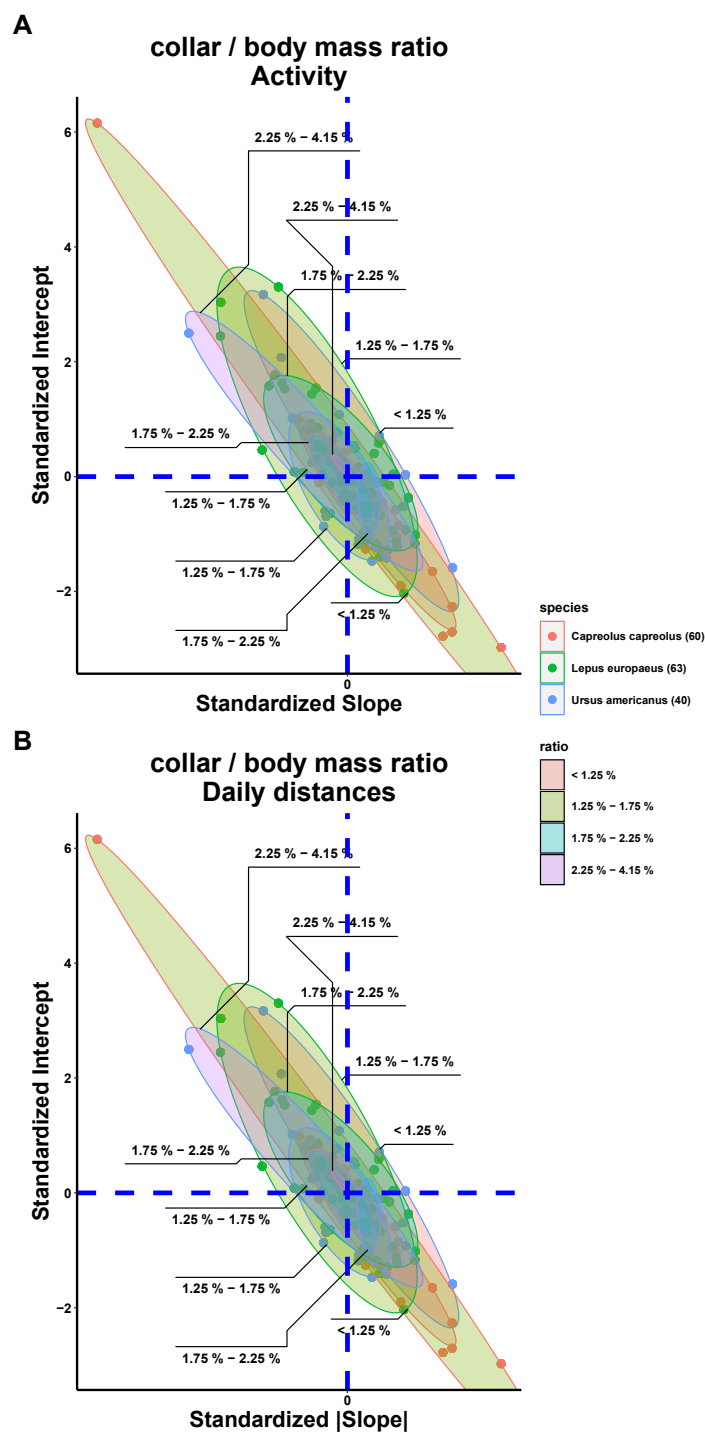 A
collar / body mass ratio
Activity
6
4
2
0
−2
Standardized Intercept
2.25 % − 4.15 %
2.25 % − 4.15 %
1.75 % − 2.25 %
1.25 % − 1.75 %
< 1.25 %
1.75 % − 2.25 %
1.25 % − 1.75 %
1.25 % − 1.75 %
< 1.25 %
1.75 % − 2.25 %
0
Standardized Slope
species
Capreolus capreolus (60)
Lepus europaeus (63)
Ursus americanus (40)
ratio
< 1.25 %
1.25 % − 1.75 %
1.75 % − 2.25 %
2.25 % − 4.15 %
B
collar / body mass ratio
Daily distances
6
4
2
0
−2
Standardized Intercept
2.25 % − 4.15 %
2.25 % − 4.15 %
1.75 % − 2.25 %
1.25 % − 1.75 %
< 1.25 %
1.75 % − 2.25 %
1.25 % − 1.75 %
1.25 % − 1.75 %
< 1.25 %
1.75 % − 2.25 %
0
Standardized |Slope|